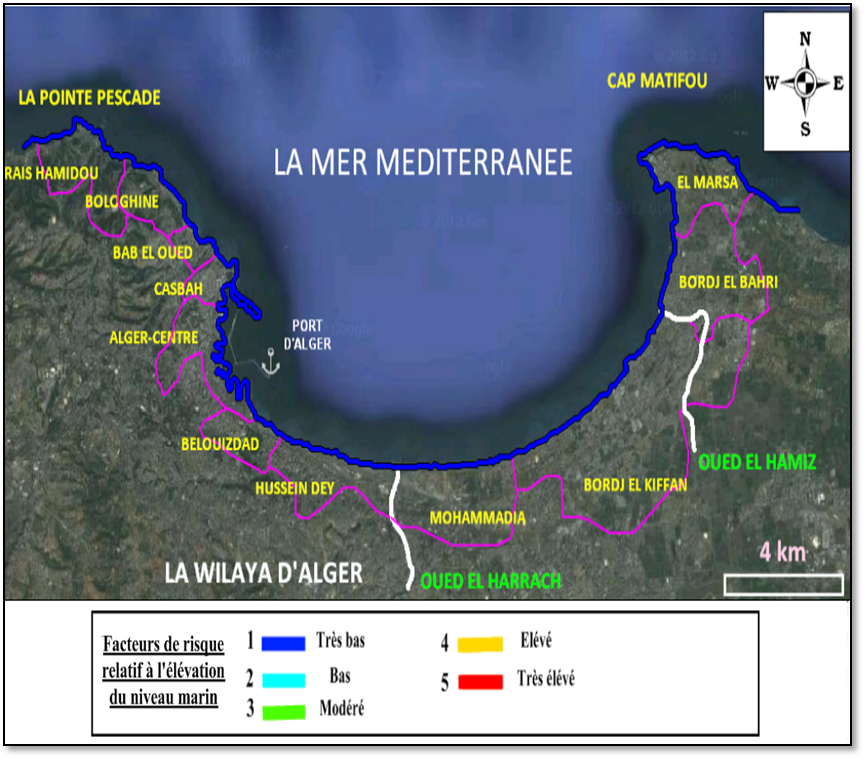 N
W E
S
CAP MATIFOU
LA POINTE PESCADE
LA MER MEDITERRANEE
RAIS HAMIDOU
EL MARSA
BOLOGHINE
BAB EL OUED
BORDJ EL BAHRI
CASBAH
PORT
D'ALGER
ALGER-CENTRE
BELOUIZDAD
OUED EL HAMIZ
HUSSEIN DEY
BORDJ EL KIFFAN
MOHAMMADIA
4 km
LA WILAYA D'ALGER
OUED EL HARRACH
Facteurs de risque
relatif à l'élévation
du niveau marin
1 Très bas
2 Bas
3 Modéré
4 Elévé
5 Très élévé